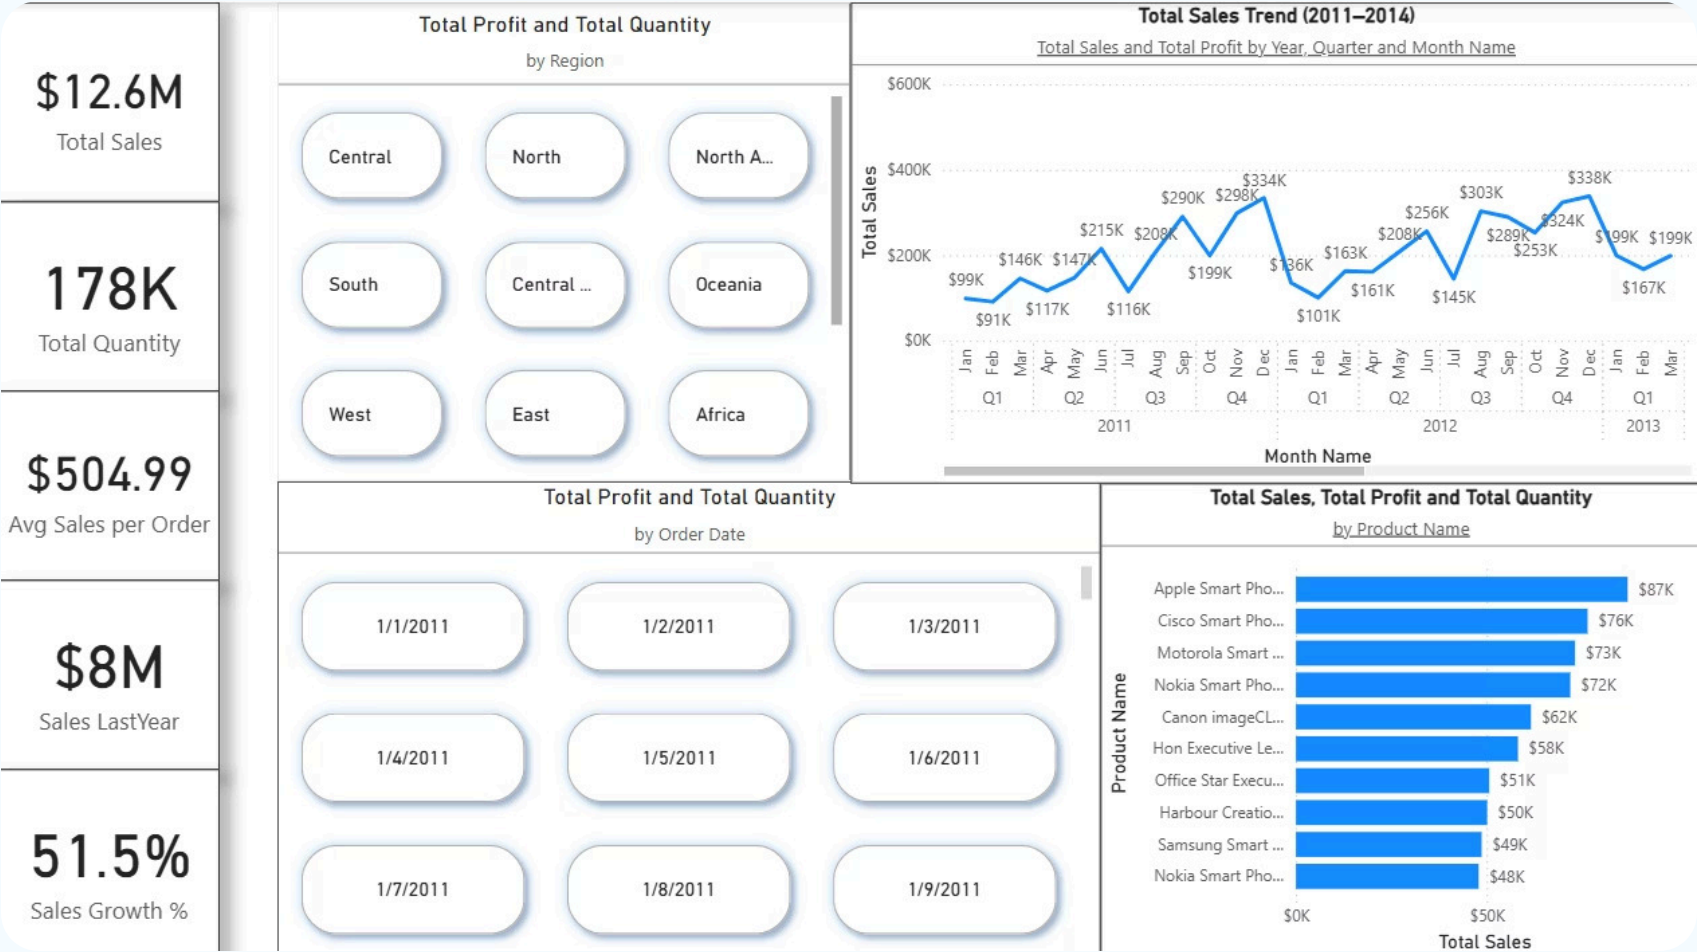 $12.6M
Total Sales
178K
Total Quantity
$504.99
Avg Sales per Order
$8M
Sales LastYear
51.5%
Sales Growth %
Total Profit and Total Quantity
by Region
Central
North
North A...
South
Central ...
Oceania
West
East
Africa
Total Sales Trend (2011–2014)
Total Sales and Total Profit by Year, Quarter and Month Name
Total Sales
$600K
$400K
$200K
$0K
$99K
$91K
$146K
$117K
$147K
$215K
$116K
$208K
$290K
$199K
$298K
$334K
$136K
$101K
$163K
$161K
$208K
$256K
$145K
$303K
$289K
$253K
$324K
$338K
$199K
$167K
$199K
Jan Feb Mar Apr May Jun Jul Aug Sep Oct Nov Dec Jan Feb Mar Apr May Jun Jul Aug Sep Oct Nov Dec Jan Feb Mar
Q1 Q2 Q3 Q4 Q1 Q2 Q3 Q4 Q1
2011 2012 2013
Month Name
Total Profit and Total Quantity
by Order Date
1/1/2011
1/2/2011
1/3/2011
1/4/2011
1/5/2011
1/6/2011
1/7/2011
1/8/2011
1/9/2011
Total Sales, Total Profit and Total Quantity
by Product Name
Product Name
Apple Smart Pho... $87K
Cisco Smart Pho... $76K
Motorola Smart ... $73K
Nokia Smart Pho... $72K
Canon imageCL... $62K
Hon Executive Le... $58K
Office Star Execu... $51K
Harbour Creatio... $50K
Samsung Smart ... $49K
Nokia Smart Pho... $48K
$0K $50K
Total Sales